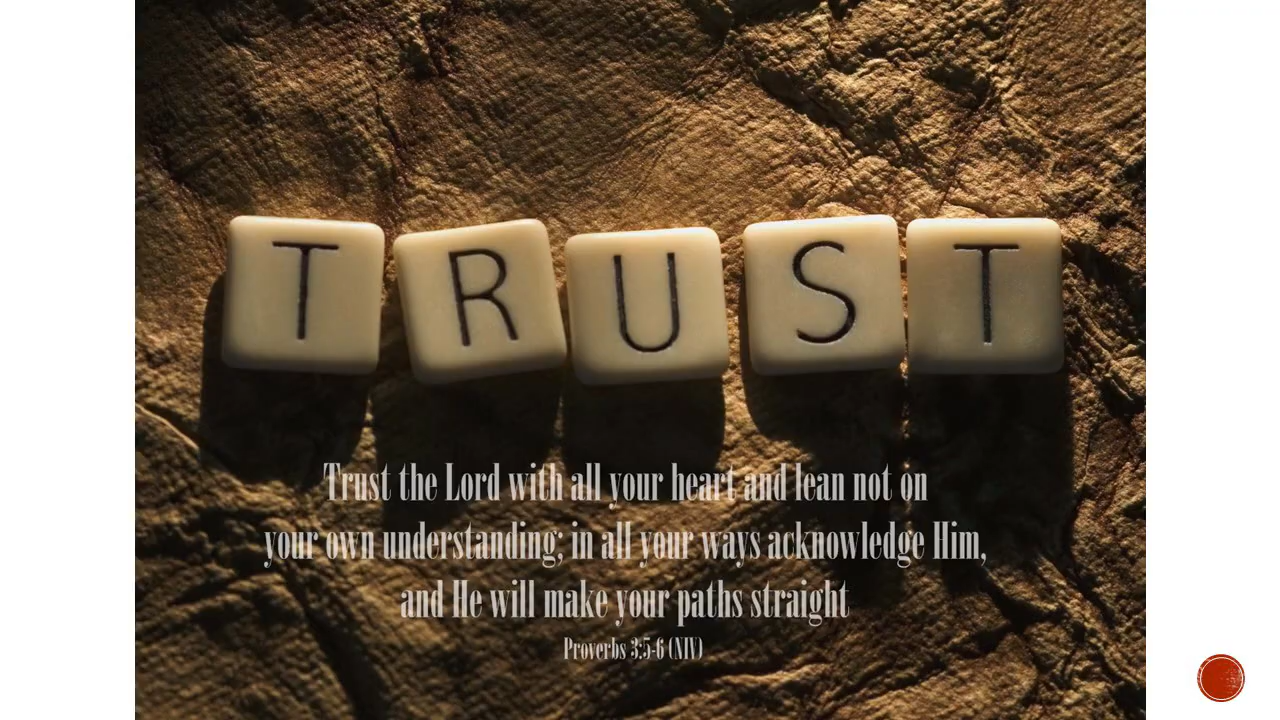 TRUST
Trust the Lord with all your heart and lean not on
your own understanding; in all your ways acknowledge Him,
and He will make your paths straight
Proverbs 3:5-6 (NIV)